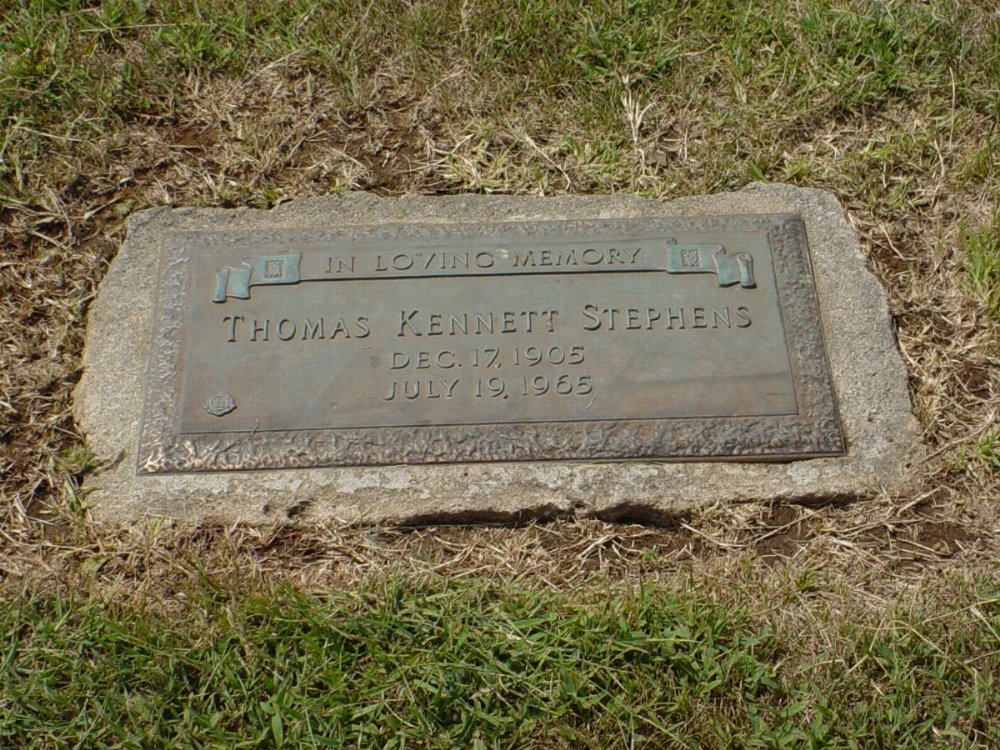 IN LOVING MEMORY
THOMAS KENNETT STEPHENS
DEC. 17, 1905
JULY 19, 1965